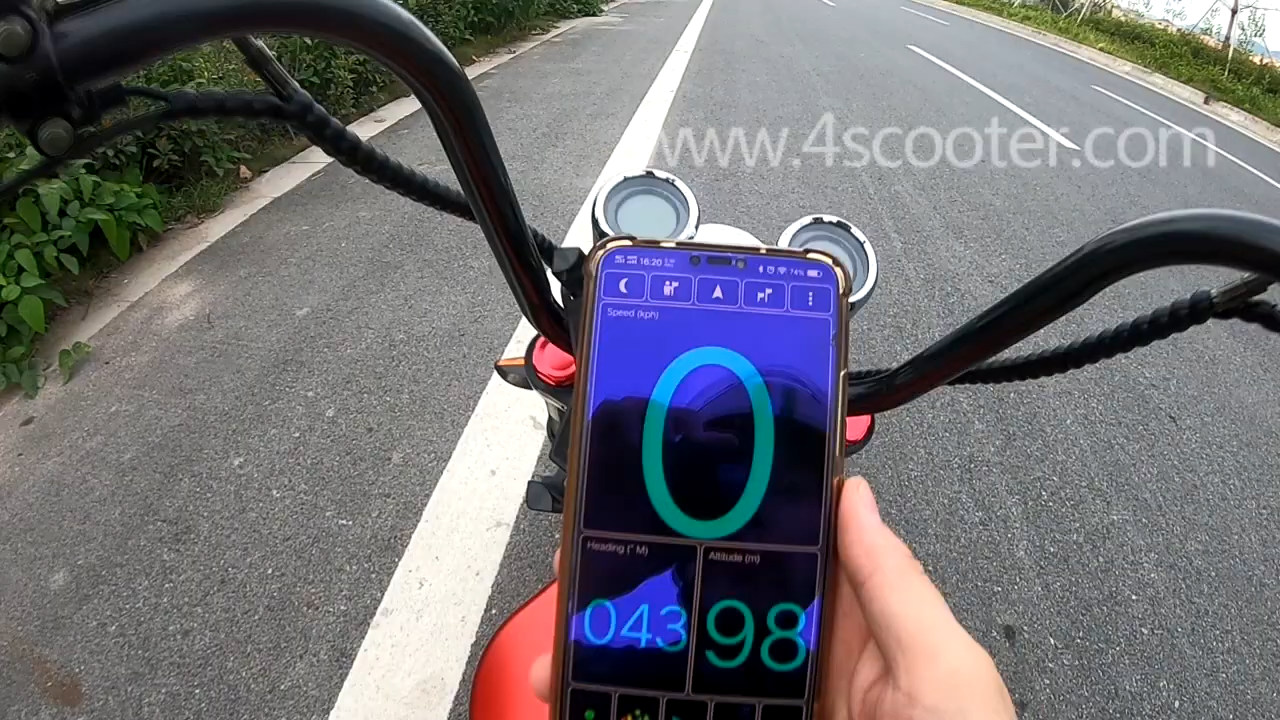 www.4scooter.com
16:20
74%
Speed (kph)
0
Heading (° M)
Altitude (m)
043
98